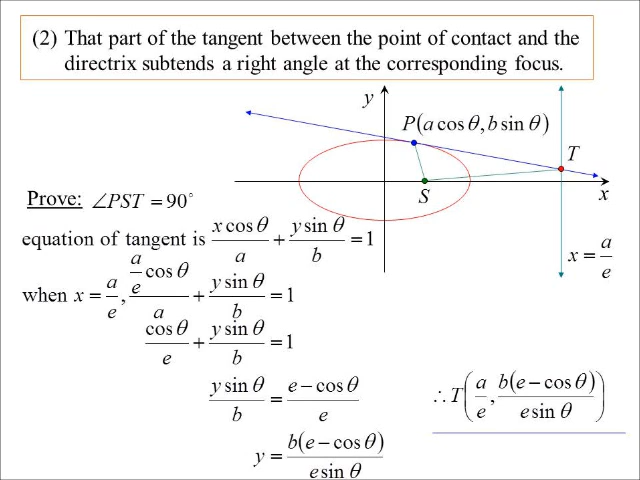 (2) That part of the tangent between the point of contact and the
directrix subtends a right angle at the corresponding focus.
y
P(a cos θ, b sin θ)
T
S
x
x = a/e
Prove: ∠PST = 90°
equation of tangent is x cos θ/a + y sin θ/b = 1
when x = a/e, (a/e cos θ)/a + y sin θ/b = 1
cos θ/e + y sin θ/b = 1
y sin θ/b = (e − cos θ)/e
y = b(e − cos θ)/(e sin θ)
∴ T(a/e, b(e − cos θ)/(e sin θ))